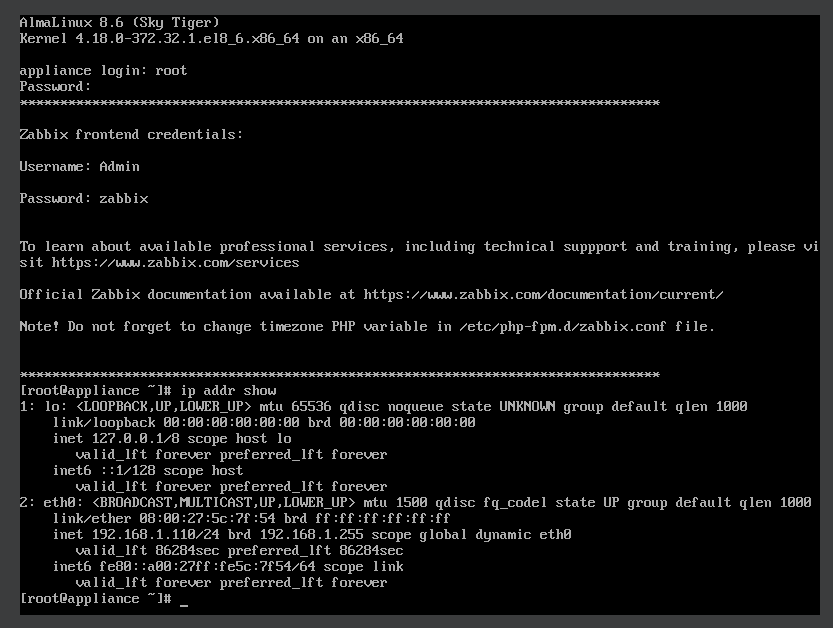 AlmaLinux 8.6 (Sky Tiger)
Kernel 4.18.0-372.32.1.el8_6.x86_64 on an x86_64
appliance login: root
Password:
********************************************************************************
Zabbix frontend credentials:
Username: Admin
Password: zabbix
To learn about available professional services, including technical suppport and training, please vi
sit https://www.zabbix.com/services
Official Zabbix documentation available at https://www.zabbix.com/documentation/current/
Note! Do not forget to change timezone PHP variable in /etc/php-fpm.d/zabbix.conf file.
********************************************************************************
[root@appliance ~]# ip addr show
1: lo: <LOOPBACK,UP,LOWER_UP> mtu 65536 qdisc noqueue state UNKNOWN group default qlen 1000
    link/loopback 00:00:00:00:00:00 brd 00:00:00:00:00:00
    inet 127.0.0.1/8 scope host lo
       valid_lft forever preferred_lft forever
    inet6 ::1/128 scope host
       valid_lft forever preferred_lft forever
2: eth0: <BROADCAST,MULTICAST,UP,LOWER_UP> mtu 1500 qdisc fq_codel state UP group default qlen 1000
    link/ether 08:00:27:5c:7f:54 brd ff:ff:ff:ff:ff:ff
    inet 192.168.1.110/24 brd 192.168.1.255 scope global dynamic eth0
       valid_lft 86284sec preferred_lft 86284sec
    inet6 fe80::a00:27ff:fe5c:7f54/64 scope link
       valid_lft forever preferred_lft forever
[root@appliance ~]# _